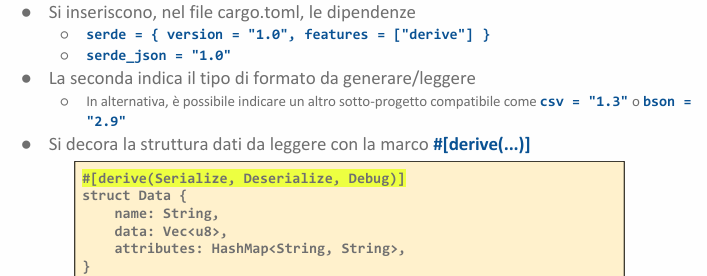 ● Si inseriscono, nel file cargo.toml, le dipendenze
○ serde = { version = "1.0", features = ["derive"] }
○ serde_json = "1.0"
● La seconda indica il tipo di formato da generare/leggere
○ In alternativa, è possibile indicare un altro sotto-progetto compatibile come csv = "1.3" o bson =
"2.9"
● Si decora la struttura dati da leggere con la marco #[derive(...)]
#[derive(Serialize, Deserialize, Debug)]
struct Data {
    name: String,
    data: Vec<u8>,
    attributes: HashMap<String, String>,
}